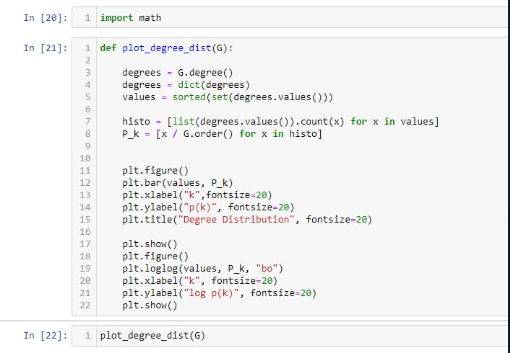 In [20]: 1 import math
In [21]: 1 def plot_degree_dist(G):
2
3 degrees = G.degree()
4 degrees = dict(degrees)
5 values = sorted(set(degrees.values()))
6
7 histo = [list(degrees.values()).count(x) for x in values]
8 P_k = [x / G.order() for x in histo]
9
10
11 plt.figure()
12 plt.bar(values, P_k)
13 plt.xlabel("k",fontsize=20)
14 plt.ylabel("p(k)", fontsize=20)
15 plt.title("Degree Distribution", fontsize=20)
16
17 plt.show()
18 plt.figure()
19 plt.loglog(values, P_k, "bo")
20 plt.xlabel("k", fontsize=20)
21 plt.ylabel("log p(k)", fontsize=20)
22 plt.show()
In [22]: 1 plot_degree_dist(G)